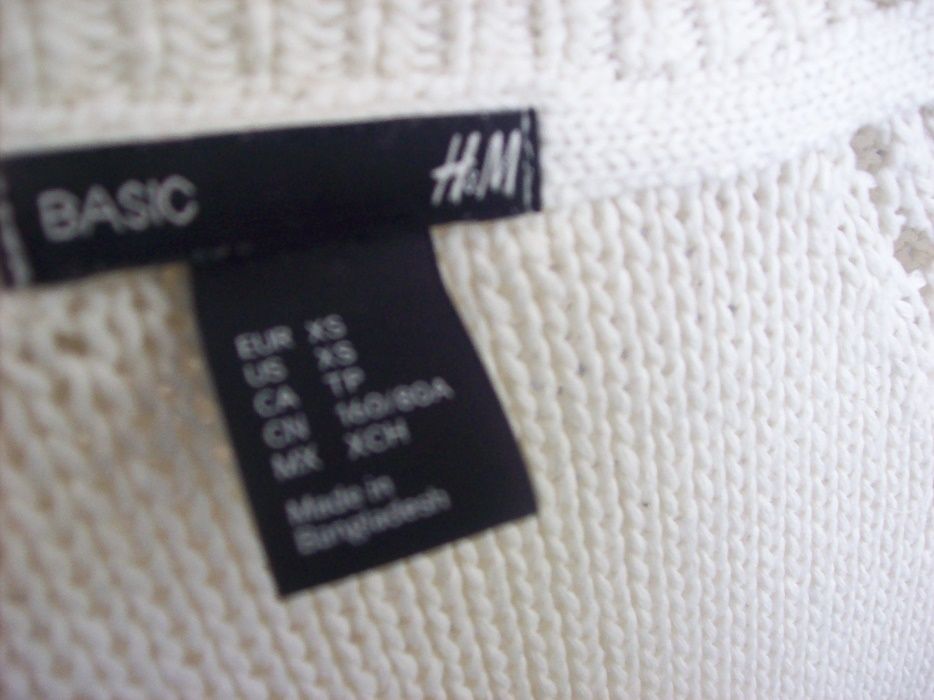 BASIC H&M
EUR XS
US XS
CA TP
CN 160/80A
MX XCH
Made in
Bangladesh